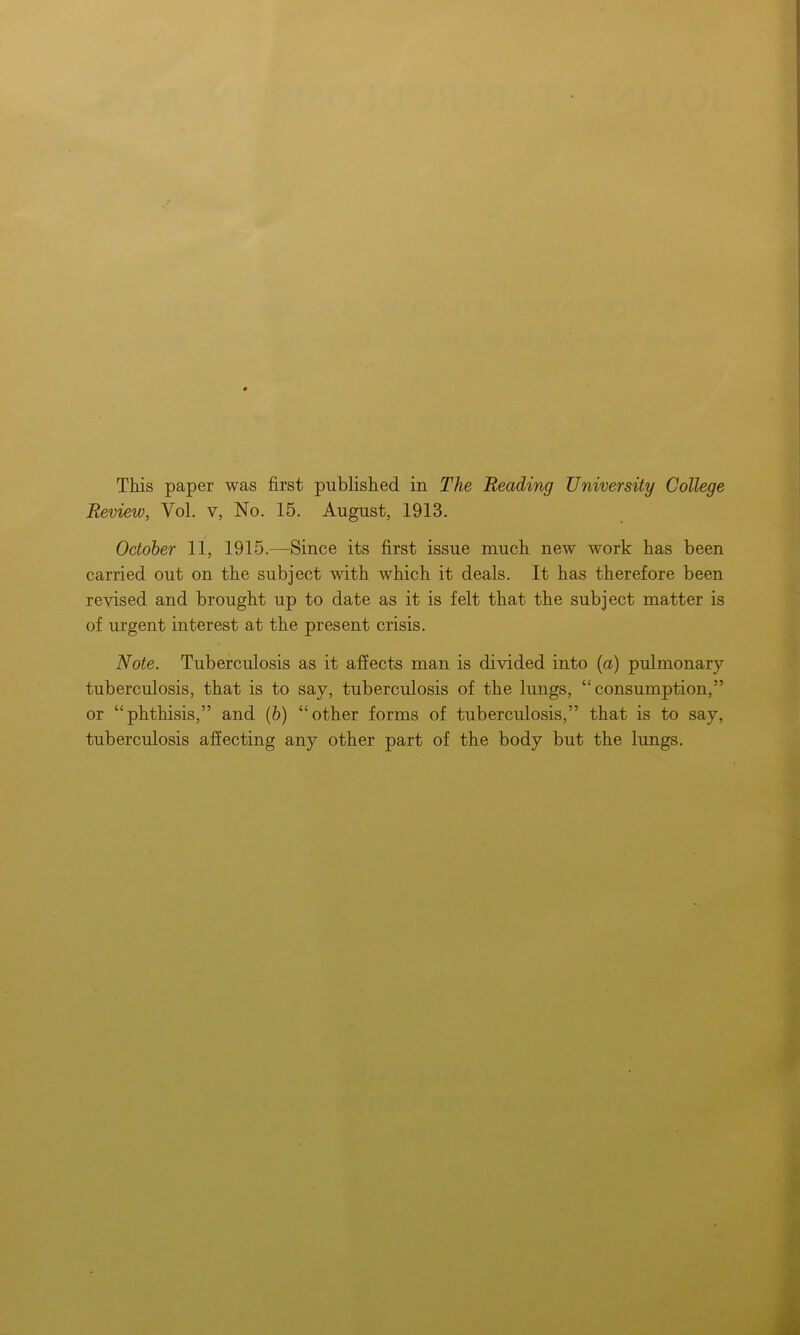 This paper was first published in The Reading University College
Review, Vol. v, No. 15. August, 1913.
October 11, 1915.—Since its first issue much new work has been
carried out on the subject with which it deals. It has therefore been
revised and brought up to date as it is felt that the subject matter is
of urgent interest at the present crisis.
Note. Tuberculosis as it affects man is divided into (a) pulmonary
tuberculosis, that is to say, tuberculosis of the lungs, “consumption,”
or “phthisis,” and (b) “other forms of tuberculosis,” that is to say,
tuberculosis affecting any other part of the body but the lungs.